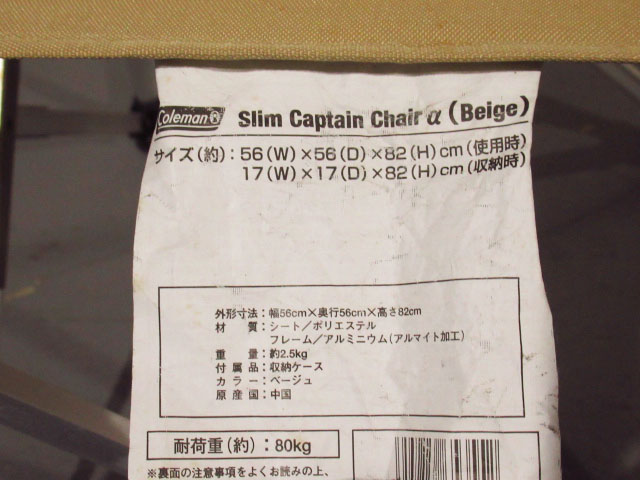 Coleman® Slim Captain Chair α (Beige)
サイズ(約):56(W)×56(D)×82(H)cm(使用時)
17(W)×17(D)×82(H)cm(収納時)
外形寸法:幅56cm×奥行56cm×高さ82cm
材 質:シート/ポリエステル
フレーム/アルミニウム(アルマイト加工)
重 量:約2.5kg
付 属 品:収納ケース
カ ラ ー:ベージュ
原 産 国:中国
耐荷重(約):80kg
※裏面の注意事項をよくお読みの上、